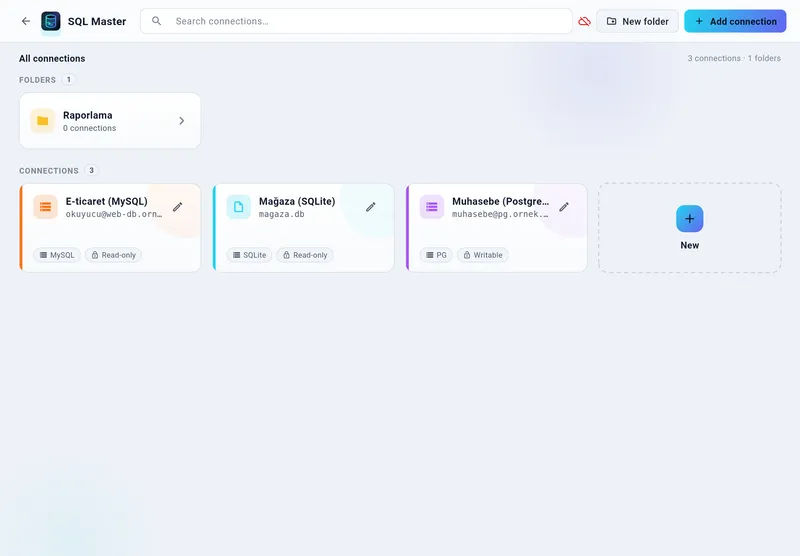 SQL Master
Search connections…
New folder
Add connection
All connections
3 connections · 1 folders
FOLDERS 1
Raporlama
0 connections
CONNECTIONS 3
E-ticaret (MySQL)
okuyucu@web-db.orn…
MySQL
Read-only
Mağaza (SQLite)
magaza.db
SQLite
Read-only
Muhasebe (Postgre…
muhasebe@pg.ornek.…
PG
Writable
New